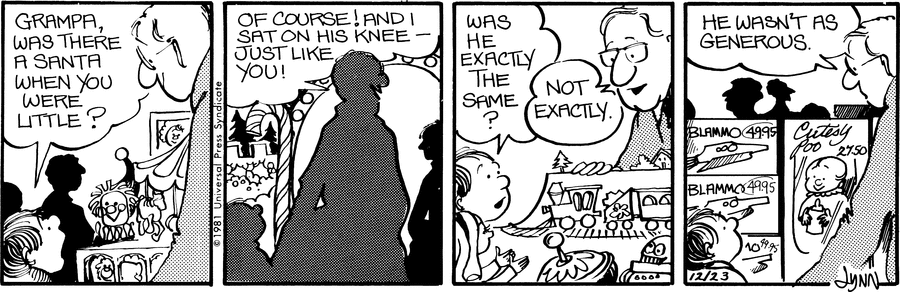 GRAMPA,
WAS THERE
A SANTA
WHEN YOU
WERE
LITTLE?
© 1981 Universal Press Syndicate
OF COURSE! AND I
SAT ON HIS KNEE –
JUST LIKE
YOU!
WAS
HE
EXACTLY
THE
SAME
?
NOT
EXACTLY.
HE WASN'T AS
GENEROUS.
BLAMMO 49.95
BLAMMO 49.95
10 99.95
Cutesy
Poo 27.50
12/23
LYNN